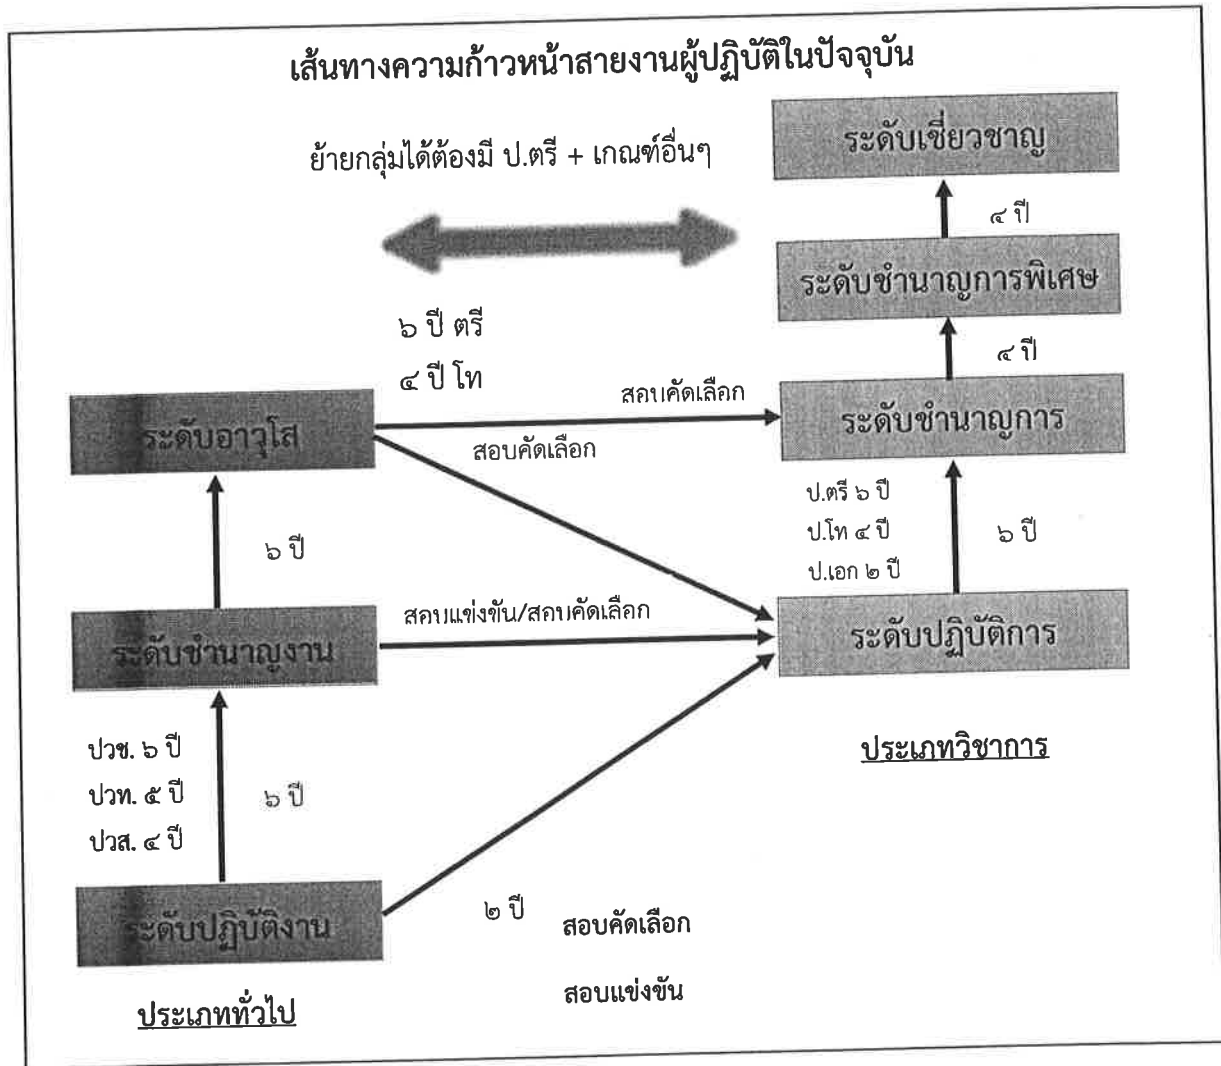 เส้นทางความก้าวหน้าสายงานผู้ปฏิบัติในปัจจุบัน
ระดับเชี่ยวชาญ
ย้ายกลุ่มได้ต้องมี ป.ตรี + เกณฑ์อื่นๆ
๔ ปี
ระดับชำนาญการพิเศษ
๖ ปี ตรี
๔ ปี โท
๔ ปี
สอบคัดเลือก
ระดับอาวุโส
ระดับชำนาญการ
สอบคัดเลือก
ป.ตรี ๖ ปี
ป.โท ๔ ปี
ป.เอก ๒ ปี
๖ ปี
๖ ปี
สอบแข่งขัน/สอบคัดเลือก
ระดับชำนาญงาน
ระดับปฏิบัติการ
ประเภทวิชาการ
ปวช. ๖ ปี
ปวท. ๕ ปี
ปวส. ๔ ปี
๖ ปี
ระดับปฏิบัติงาน
๒ ปี
สอบคัดเลือก
สอบแข่งขัน
ประเภททั่วไป